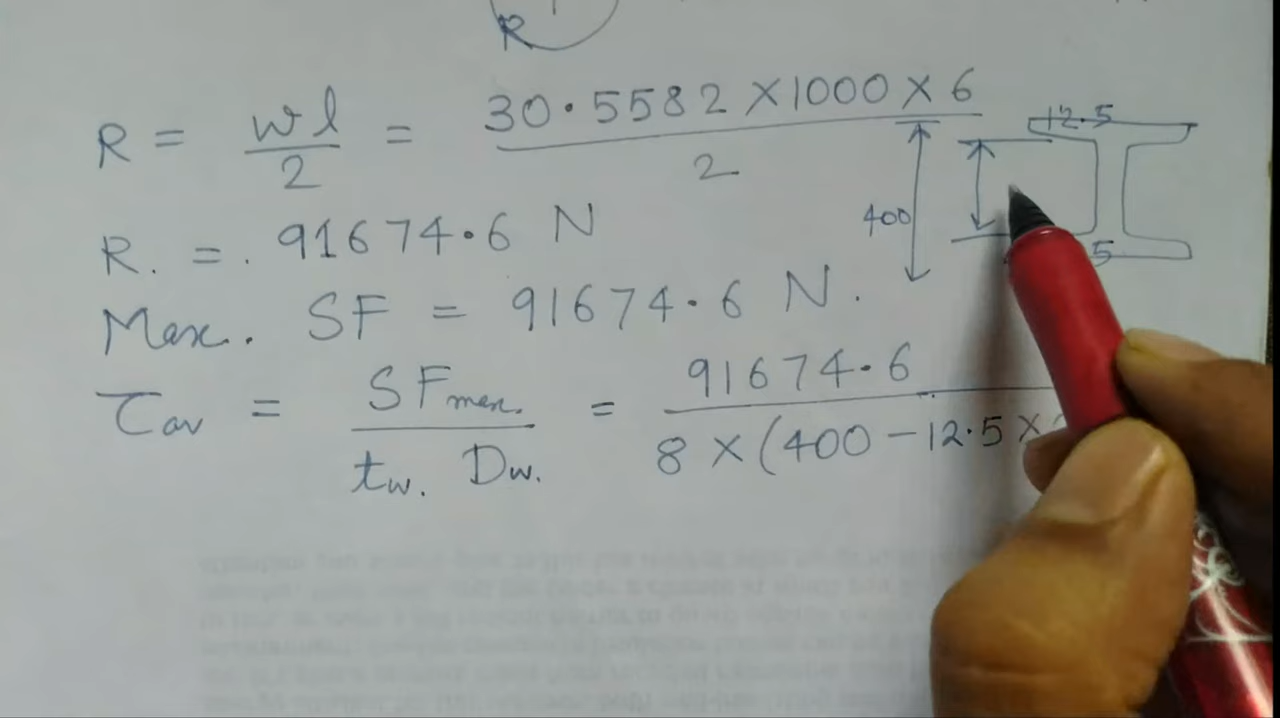 R
R = wl/2 = 30.5582 × 1000 × 6 / 2
12.5
400
R. = . 91674.6 N
5
Max. SF = 91674.6 N.
τav = SFmax. / tw. Dw. = 91674.6 / 8 × (400 − 12.5 ×